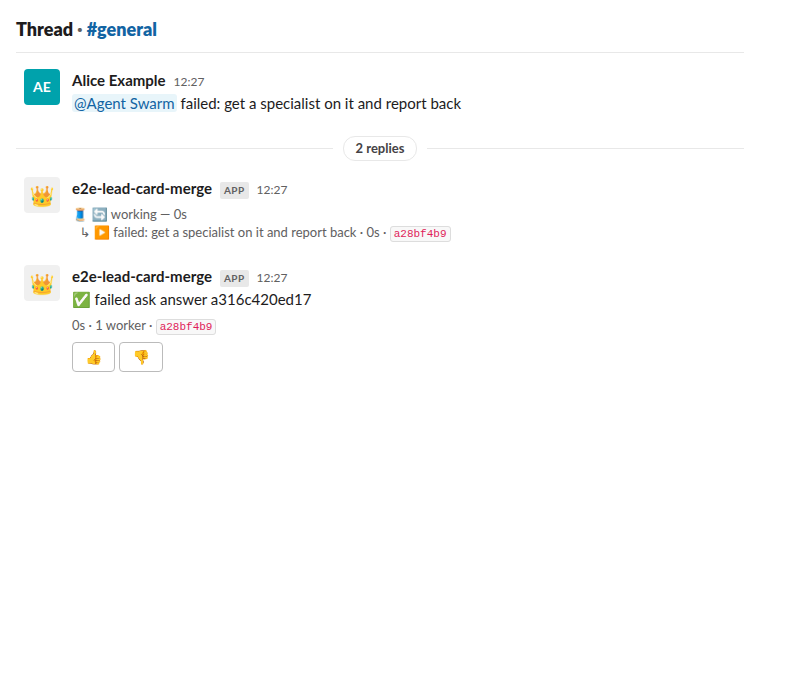 Thread • #general
AE
Alice Example 12:27
@Agent Swarm failed: get a specialist on it and report back
2 replies
e2e-lead-card-merge APP 12:27
🧵 🔄 working — 0s
↳ ▶️ failed: get a specialist on it and report back · 0s · a28bf4b9
e2e-lead-card-merge APP 12:27
✅ failed ask answer a316c420ed17
0s · 1 worker · a28bf4b9
👍 👎